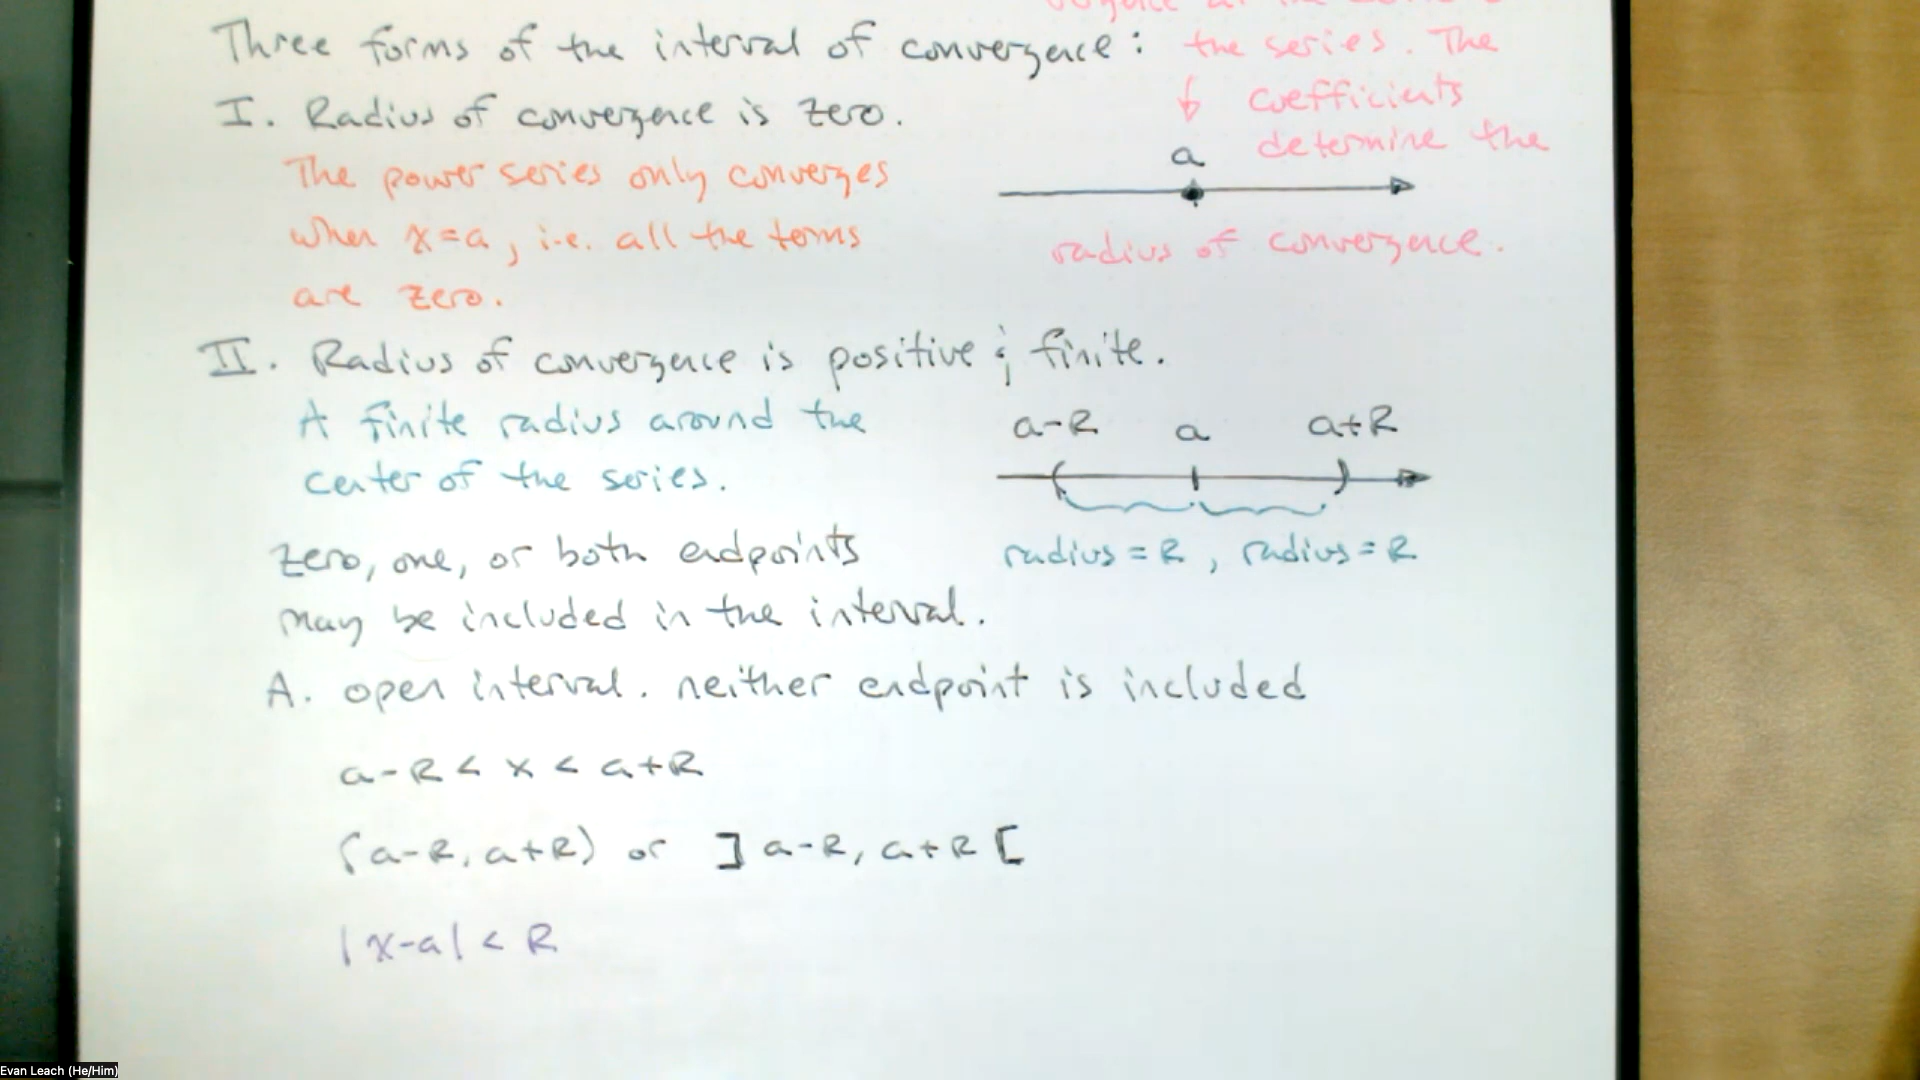 Three forms of the interval of convergence:
the series. The
coefficients
determine the
radius of convergence.
I. Radius of convergence is zero.
a
The power series only converges
when x=a, i.e. all the terms
are zero.
II. Radius of convergence is positive & finite.
A finite radius around the
center of the series.
a-R a a+R
radius = R, radius = R
zero, one, or both endpoints
may be included in the interval.
A. open interval. neither endpoint is included
a-R < x < a+R
(a-R, a+R) or ]a-R, a+R[
|x-a| < R
Evan Leach (He/Him)